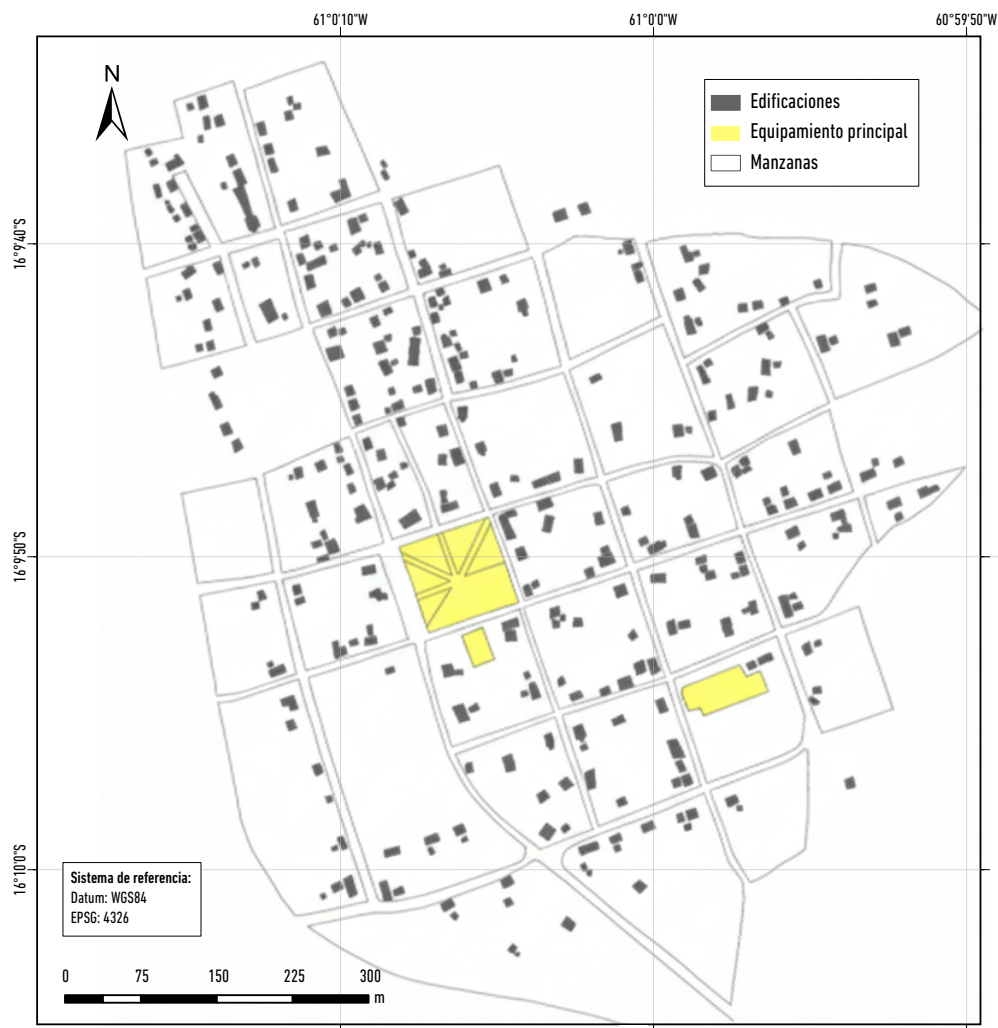 61°0'10"W 61°0'0"W 60°59'50"W
N
Edificaciones
Equipamiento principal
Manzanas
16°9'40"S
16°9'50"S
16°10'0"S
Sistema de referencia:
Datum: WGS84
EPSG: 4326
0 75 150 225 300
m